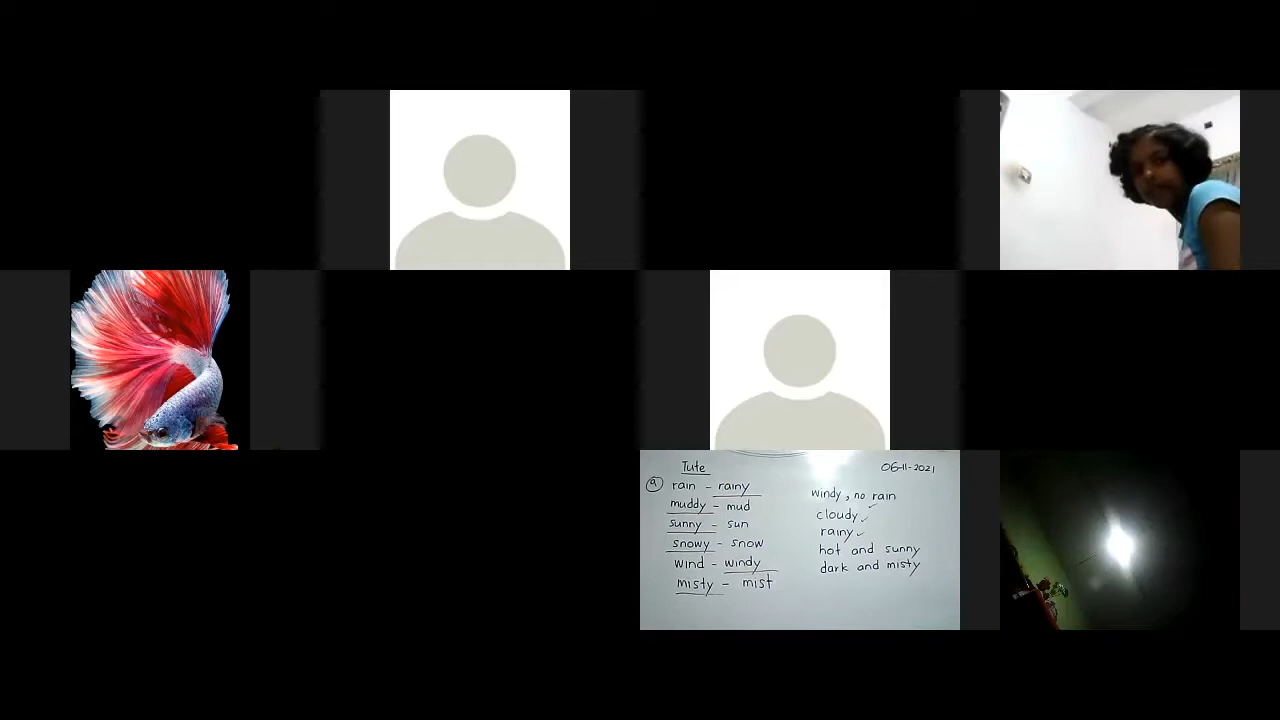 Tute
06-11-2021
a rain - rainy
muddy - mud
sunny - sun
snowy - snow
wind - windy
misty - mist
windy, no rain
cloudy ✓
rainy ✓
hot and sunny
dark and misty